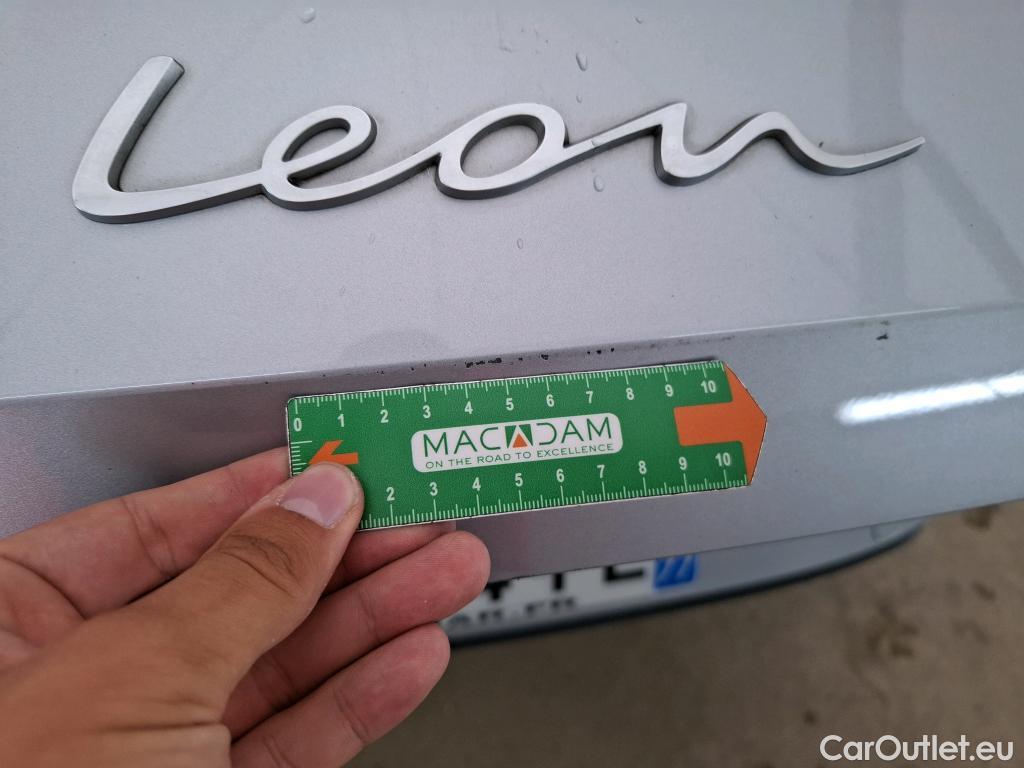 Leon
0 1 2 3 4 5 6 7 8 9 10
MACADAM
ON THE ROAD TO EXCELLENCE
2 3 4 5 6 7 8 9 10
CarOutlet.eu